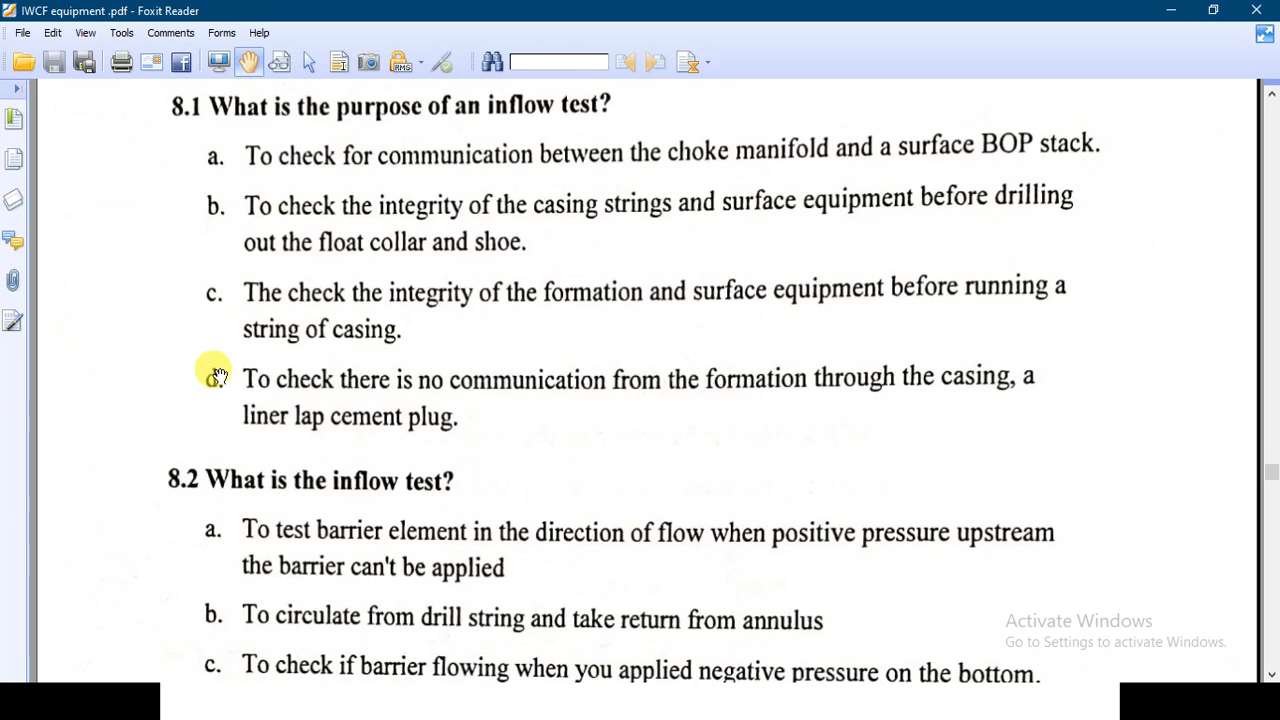 IWCF equipment .pdf - Foxit Reader
File Edit View Tools Comments Forms Help
RMS
8.1 What is the purpose of an inflow test?
a. To check for communication between the choke manifold and a surface BOP stack.
b. To check the integrity of the casing strings and surface equipment before drilling
out the float collar and shoe.
c. The check the integrity of the formation and surface equipment before running a
string of casing.
d. To check there is no communication from the formation through the casing, a
liner lap cement plug.
8.2 What is the inflow test?
a. To test barrier element in the direction of flow when positive pressure upstream
the barrier can't be applied
b. To circulate from drill string and take return from annulus
c. To check if barrier flowing when you applied negative pressure on the bottom.
Activate Windows
Go to Settings to activate Windows.